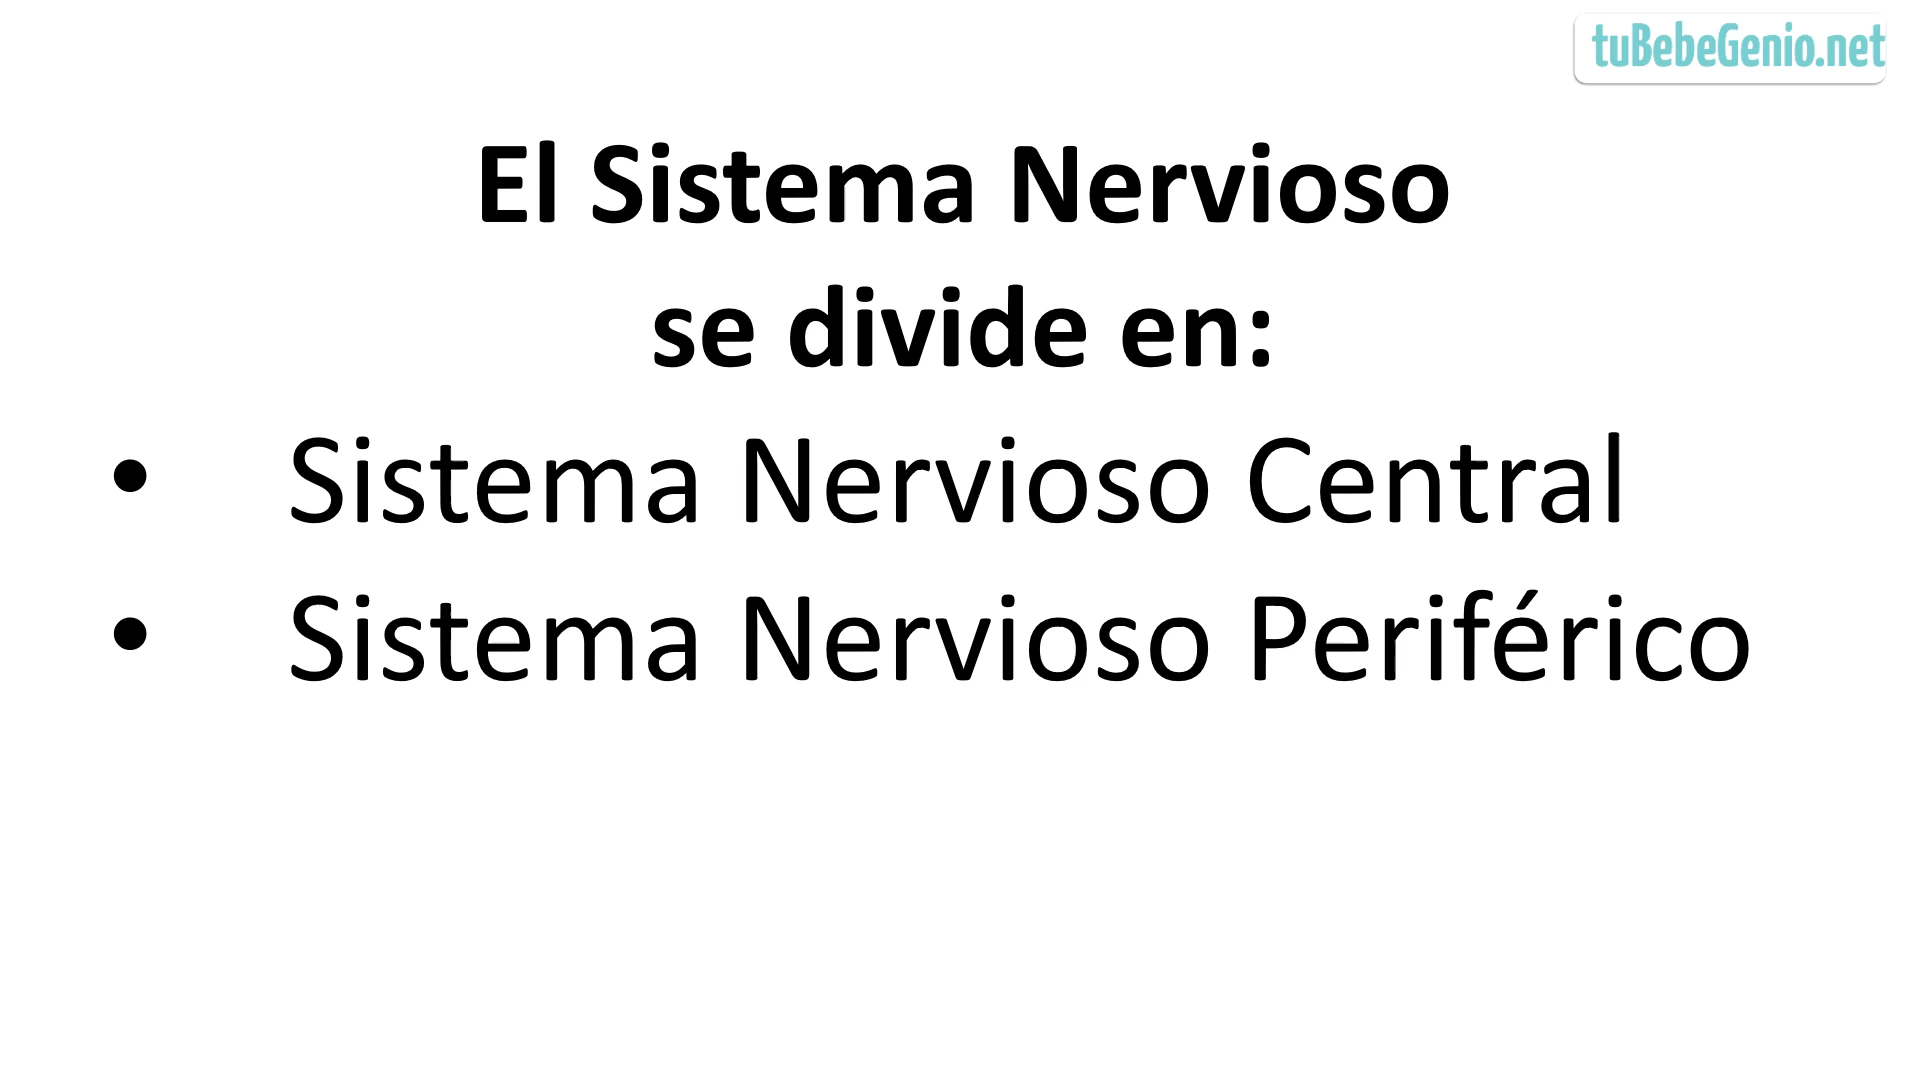 tuBebeGenio.net
El Sistema Nervioso
se divide en:
• Sistema Nervioso Central
• Sistema Nervioso Periférico